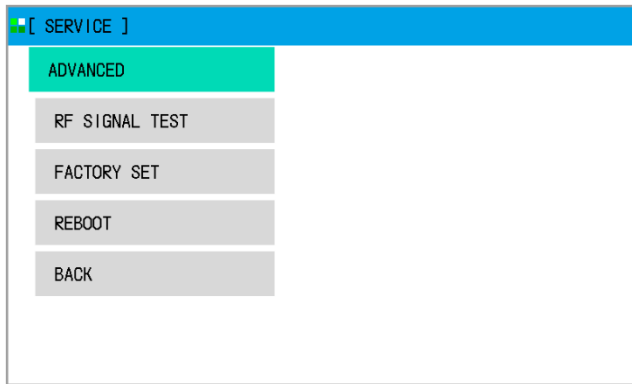 [ SERVICE ]
ADVANCED
RF SIGNAL TEST
FACTORY SET
REBOOT
BACK